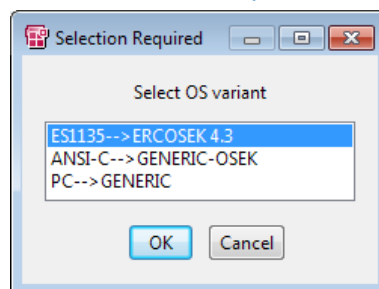 Selection Required
Select OS variant
ES1135-->ERCOSEK 4.3
ANSI-C-->GENERIC-OSEK
PC-->GENERIC
OK Cancel